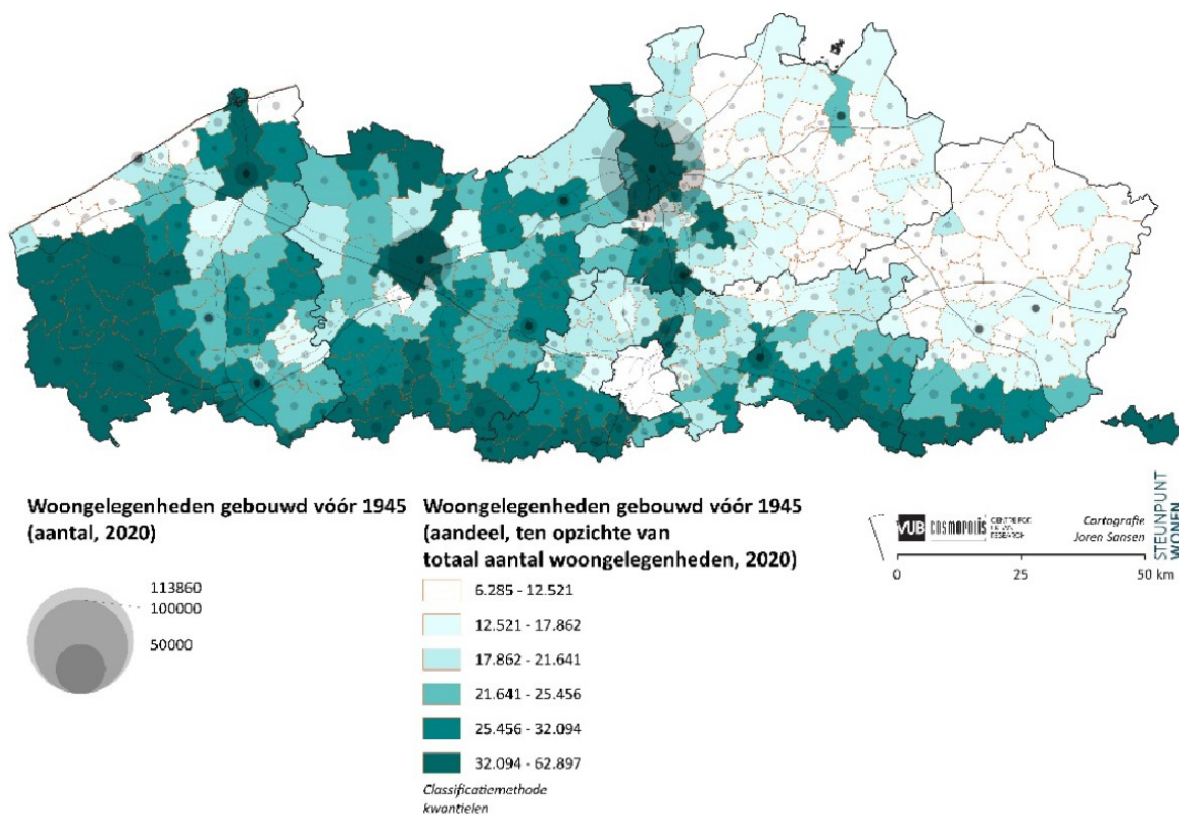 Woongelegenheden gebouwd vóór 1945
(aantal, 2020)
113860
100000
50000
Woongelegenheden gebouwd vóór 1945
(aandeel, ten opzichte van
totaal aantal woongelegenheden, 2020)
6.285 - 12.521
12.521 - 17.862
17.862 - 21.641
21.641 - 25.456
25.456 - 32.094
32.094 - 62.897
Classificatiemethode
kwantielen
VUB
COSMOPOLIS
RESEARCH
Cartografie
Joren Sansen
0 25 50 km
STEUNPUNT
WONEN